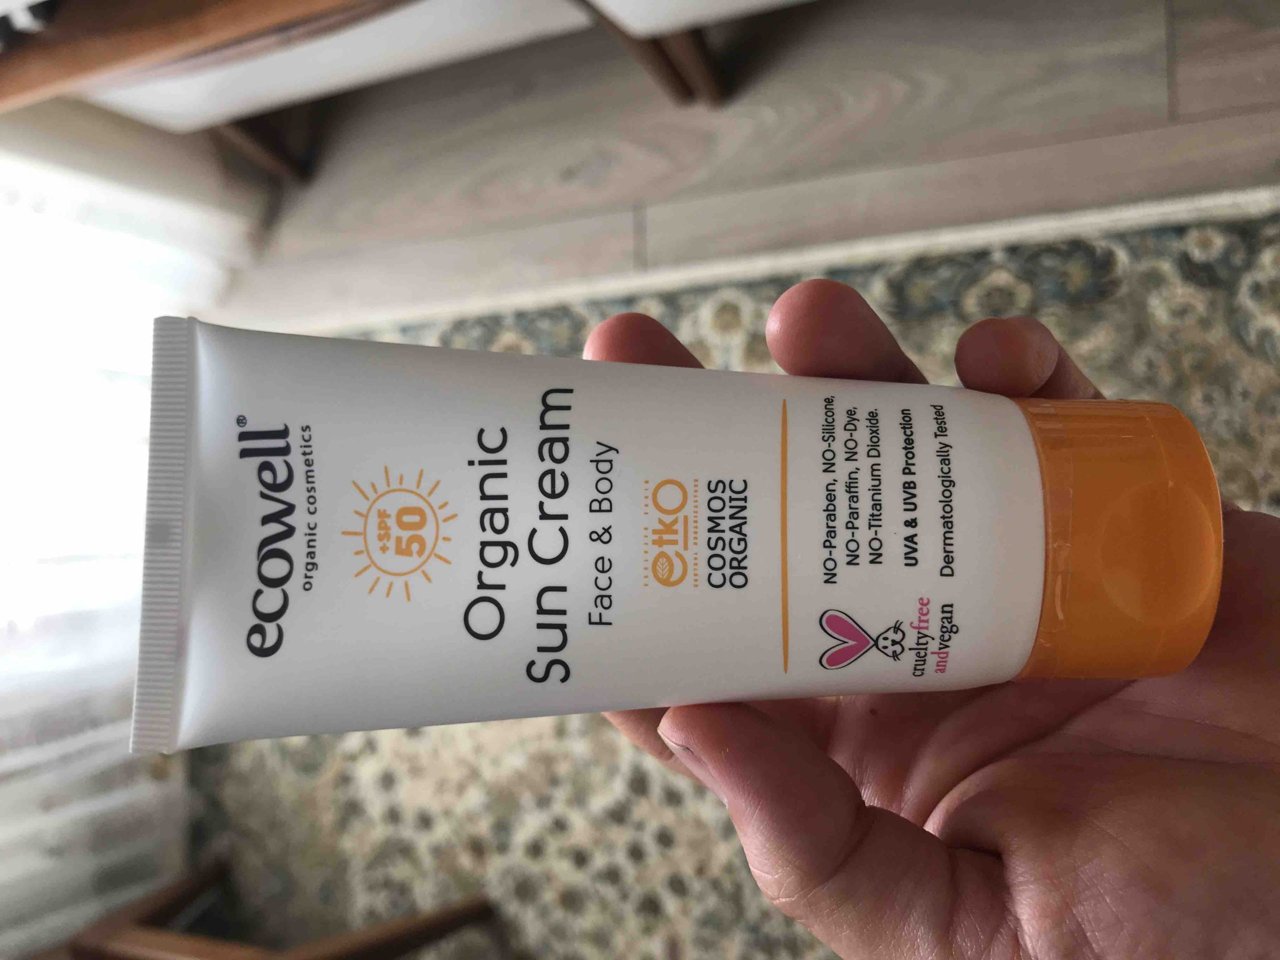 ecowell®
organic cosmetics
+SPF
50
Organic
Sun Cream
Face & Body
etkO
COSMOS
ORGANIC
NO-Paraben, NO-Silicone,
NO-Paraffin, NO-Dye,
NO-Titanium Dioxide.
UVA & UVB Protection
Dermatologically Tested
crueltyfree
andvegan